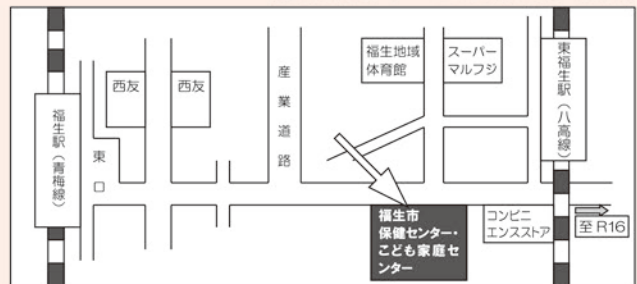 福生駅（青梅線）
東口
西友
西友
産業道路
福生地域
体育館
スーパー
マルフジ
東福生駅（八高線）
福生市
保健センター・
こども家庭セ
ンター
コンビニ
エンスストア
至 R16